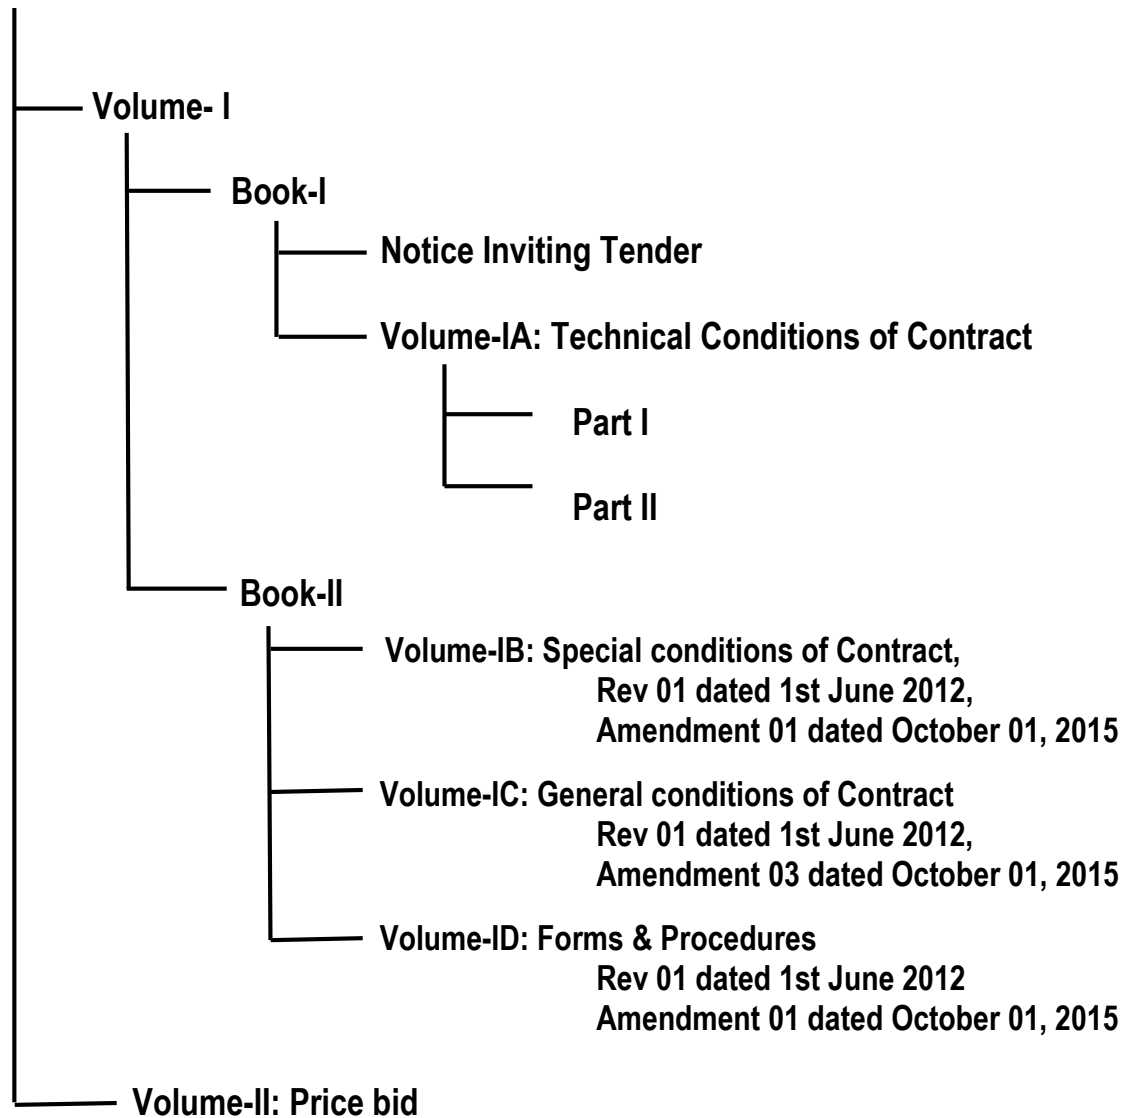 Volume- I
Book-I
Notice Inviting Tender
Volume-IA: Technical Conditions of Contract
Part I
Part II
Book-II
Volume-IB: Special conditions of Contract,
Rev 01 dated 1st June 2012,
Amendment 01 dated October 01, 2015
Volume-IC: General conditions of Contract
Rev 01 dated 1st June 2012,
Amendment 03 dated October 01, 2015
Volume-ID: Forms & Procedures
Rev 01 dated 1st June 2012
Amendment 01 dated October 01, 2015
Volume-II: Price bid